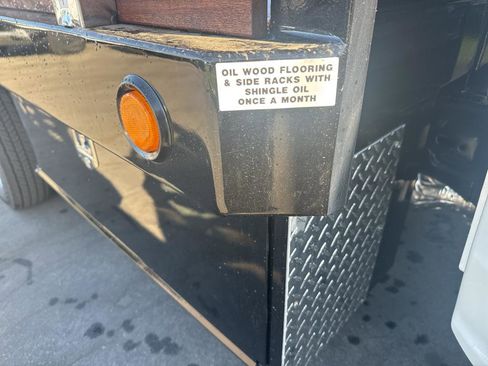 OIL WOOD FLOORING
& SIDE RACKS WITH
SHINGLE OIL
ONCE A MONTH